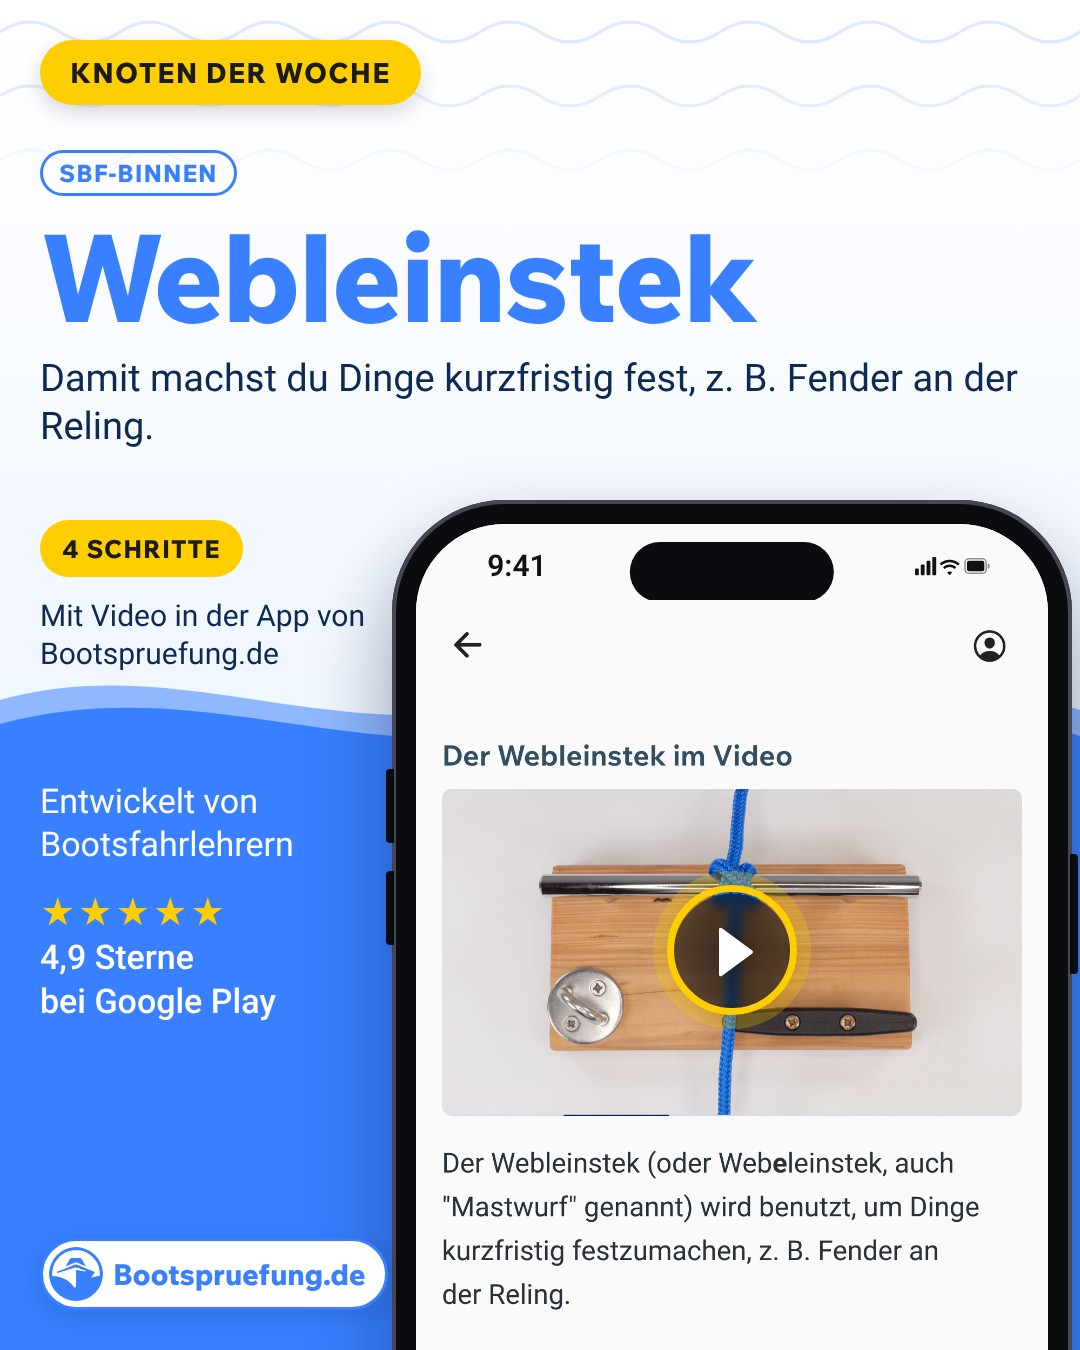 KNOTEN DER WOCHE
SBF-BINNEN
Webleinstek
Damit machst du Dinge kurzfristig fest, z. B. Fender an der
Reling.
4 SCHRITTE
Mit Video in der App von
Bootspruefung.de
Entwickelt von
Bootsfahrlehrern
★★★★★
4,9 Sterne
bei Google Play
Bootspruefung.de
9:41
Der Webleinstek im Video
Der Webleinstek (oder Webeleinstek, auch
"Mastwurf" genannt) wird benutzt, um Dinge
kurzfristig festzumachen, z. B. Fender an
der Reling.